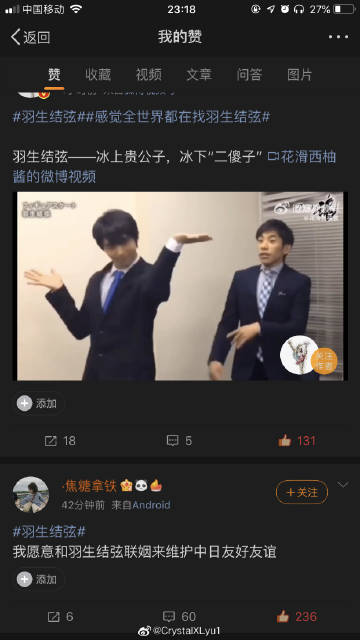 中国移动
23:18
27%
返回
我的赞
赞 收藏 视频 文章 问答 图片
#羽生结弦##感觉全世界都在找羽生结弦#
羽生结弦——冰上贵公子，冰下“二傻子” 花滑西柚
酱的微博视频
关注
作者
添加
18 5 131
·焦糖拿铁
42分钟前 来自Android
+关注
#羽生结弦#
我愿意和羽生结弦联姻来维护中日友好友谊
添加
6 60 236
@CrystalXLyu1